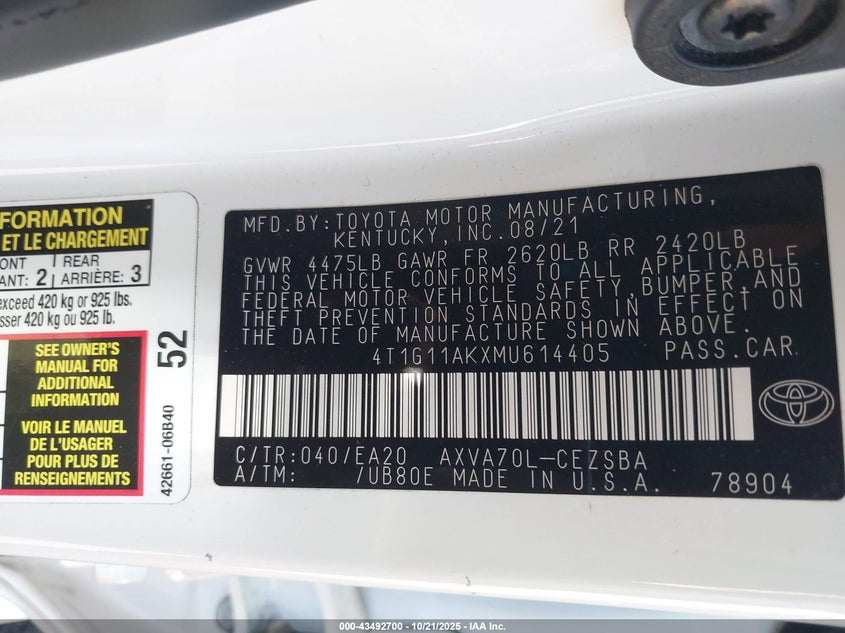 FORMATION
ET LE CHARGEMENT
ONT
ANT: 2
REAR
ARRIÈRE: 3
exceed 420 kg or 925 lbs.
sser 420 kg ou 925 lb.
SEE OWNER'S
MANUAL FOR
ADDITIONAL
INFORMATION
VOIR LE MANUEL
DE L'USAGER
POUR PLUS DE
RENSEIGNEMENTS
52
42661-06B40
MFD.BY:TOYOTA MOTOR MANUFACTURING,
KENTUCKY,INC.08/21
GVWR 4475LB GAWR FR 2620LB RR 2420LB
THIS VEHICLE CONFORMS TO ALL APPLICABLE
FEDERAL MOTOR VEHICLE SAFETY,BUMPER,AND
THEFT PREVENTION STANDARDS IN EFFECT ON
THE DATE OF MANUFACTURE SHOWN ABOVE.
4T1G11AKXMU614405 PASS.CAR
C/TR:040/EA20 AXVA70L-CEZSBA
A/TM: /UB80E MADE IN U.S.A. 78904
TOYOTA
000-43492700 - 10/21/2025 - IAA Inc.